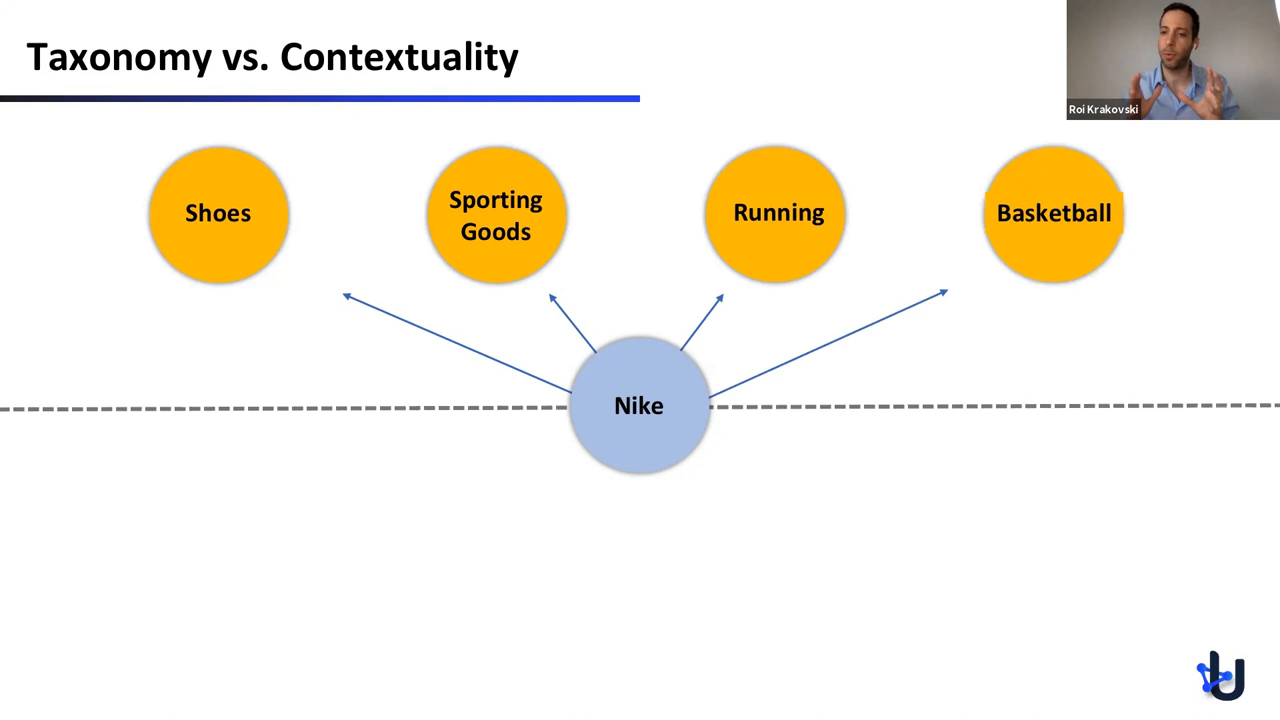 Taxonomy vs. Contextuality
Roi Krakovski
Shoes
Sporting
Goods
Running
Basketball
Nike